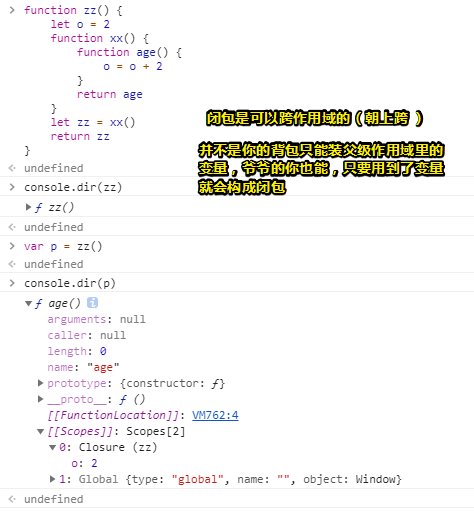 function zz() {
let o = 2
function xx() {
function age() {
o = o + 2
}
return age
}
let zz = xx()
return zz
}
闭包是可以跨作用域的（朝上跨 ）
并不是你的背包只能装父级作用域里的
变量，爷爷的你也能，只要用到了变量
就会构成闭包
undefined
console.dir(zz)
ƒ zz()
undefined
var p = zz()
undefined
console.dir(p)
ƒ age() i
arguments: null
caller: null
length: 0
name: "age"
prototype: {constructor: ƒ}
__proto__: ƒ ()
[[FunctionLocation]]: VM762:4
[[Scopes]]: Scopes[2]
0: Closure (zz)
o: 2
1: Global {type: "global", name: "", object: Window}
undefined